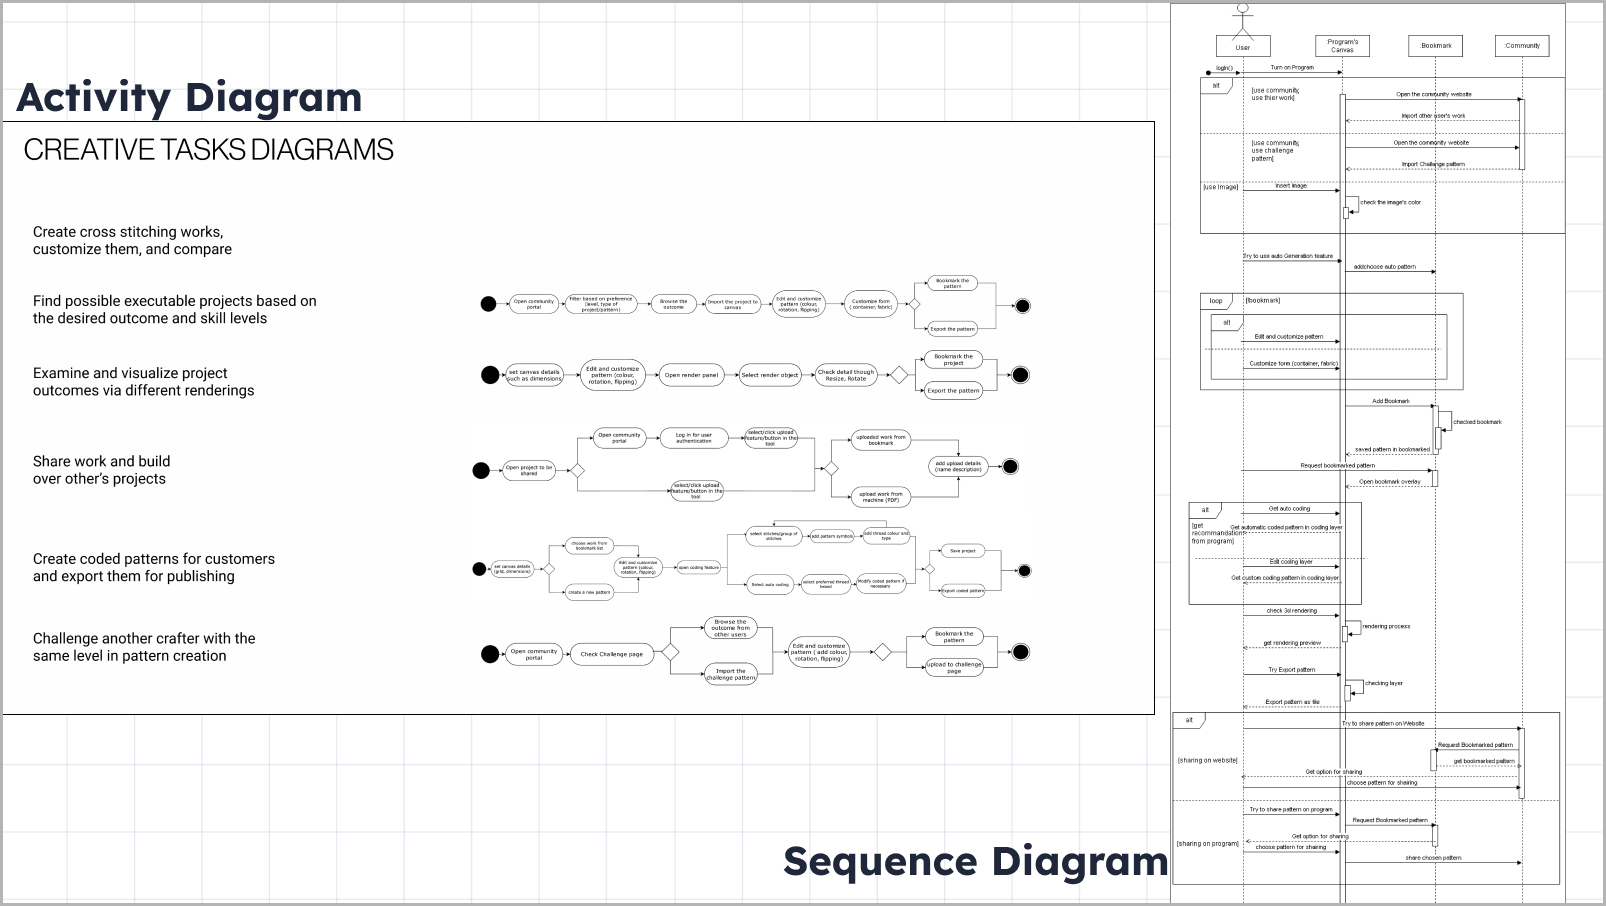 Activity Diagram
CREATIVE TASKS DIAGRAMS
Create cross stitching works,
customize them, and compare
Find possible executable projects based on
the desired outcome and skill levels
Open community
portal
Filter based on preference
(level, type of
project/pattern)
Browse the
outcome
Import the project to
canvas
Edit and customize
pattern (colour,
rotation, flipping)
Customize form
( container, fabric)
Bookmark the
pattern
Export the pattern
Examine and visualize project
outcomes via different renderings
set canvas details
such as dimensions
Edit and customize
pattern (colour,
rotation, flipping)
Open render panel
Select render object
Check detail though
Resize, Rotate
Bookmark the
project
Export the pattern
Share work and build
over other's projects
Open project to be
shared
Open community
portal
Log in for user
authentication
select/click upload
feature/button in the
tool
select/click upload
feature/button in the
tool
uploaded work from
bookmark
upload work from
machine (PDF)
add upload details
(name description)
Create coded patterns for customers
and export them for publishing
set canvas details
(grid, dimensions)
choose work from
bookmark list
create a new pattern
Edit and customize
pattern (colour,
rotation, flipping)
open coding feature
select stitches/group of
stitches
add pattern symbols
add thread colour and
type
Select auto coding
select preferred thread
brand
Modify coded pattern if
necessary
Save project
Export coded pattern
Challenge another crafter with the
same level in pattern creation
Open community
portal
Check Challenge page
Browse the
outcome from
other users
Import the
challenge pattern
Edit and customize
pattern ( add colour,
rotation, flipping)
Bookmark the
pattern
upload to challenge
page
Sequence Diagram
User
:Program's
Canvas
:Bookmark
:Community
login()
Turn on Program
alt
[use community,
use thier work]
Open the community website
Import other user's work
[use community,
use challenge
pattern]
Open the community website
Import Challenge pattern
[use Image]
insert image
check the image's color
Try to use auto Generation feature
add/choose auto pattern
loop
[!bookmark]
alt
Edit and customize pattern
Customize form (container, fabric)
Add Bookmark
checked bookmark
saved pattern in bookmarked
Request bookmarked pattern
Open bookmark overlay
alt
Get auto coding
[get
recommandation
from program]
Get automatic coded pattern in coding layer
Edit coding layer
Get custom coding pattern in coding layer
check 3d rendering
rendering process
get rendering preview
Try Export pattern
checking layer
Export pattern as file
alt
Try to share pattern on Website
Request Bookmarked pattern
[sharing on website]
get bookmarked pattern
Get option for sharing
choose pattern for shairing
Try to share pattern on program
Request Bookmarked pattern
Get option for sharing
[sharing on program]
choose pattern for sharing
share chosen pattern